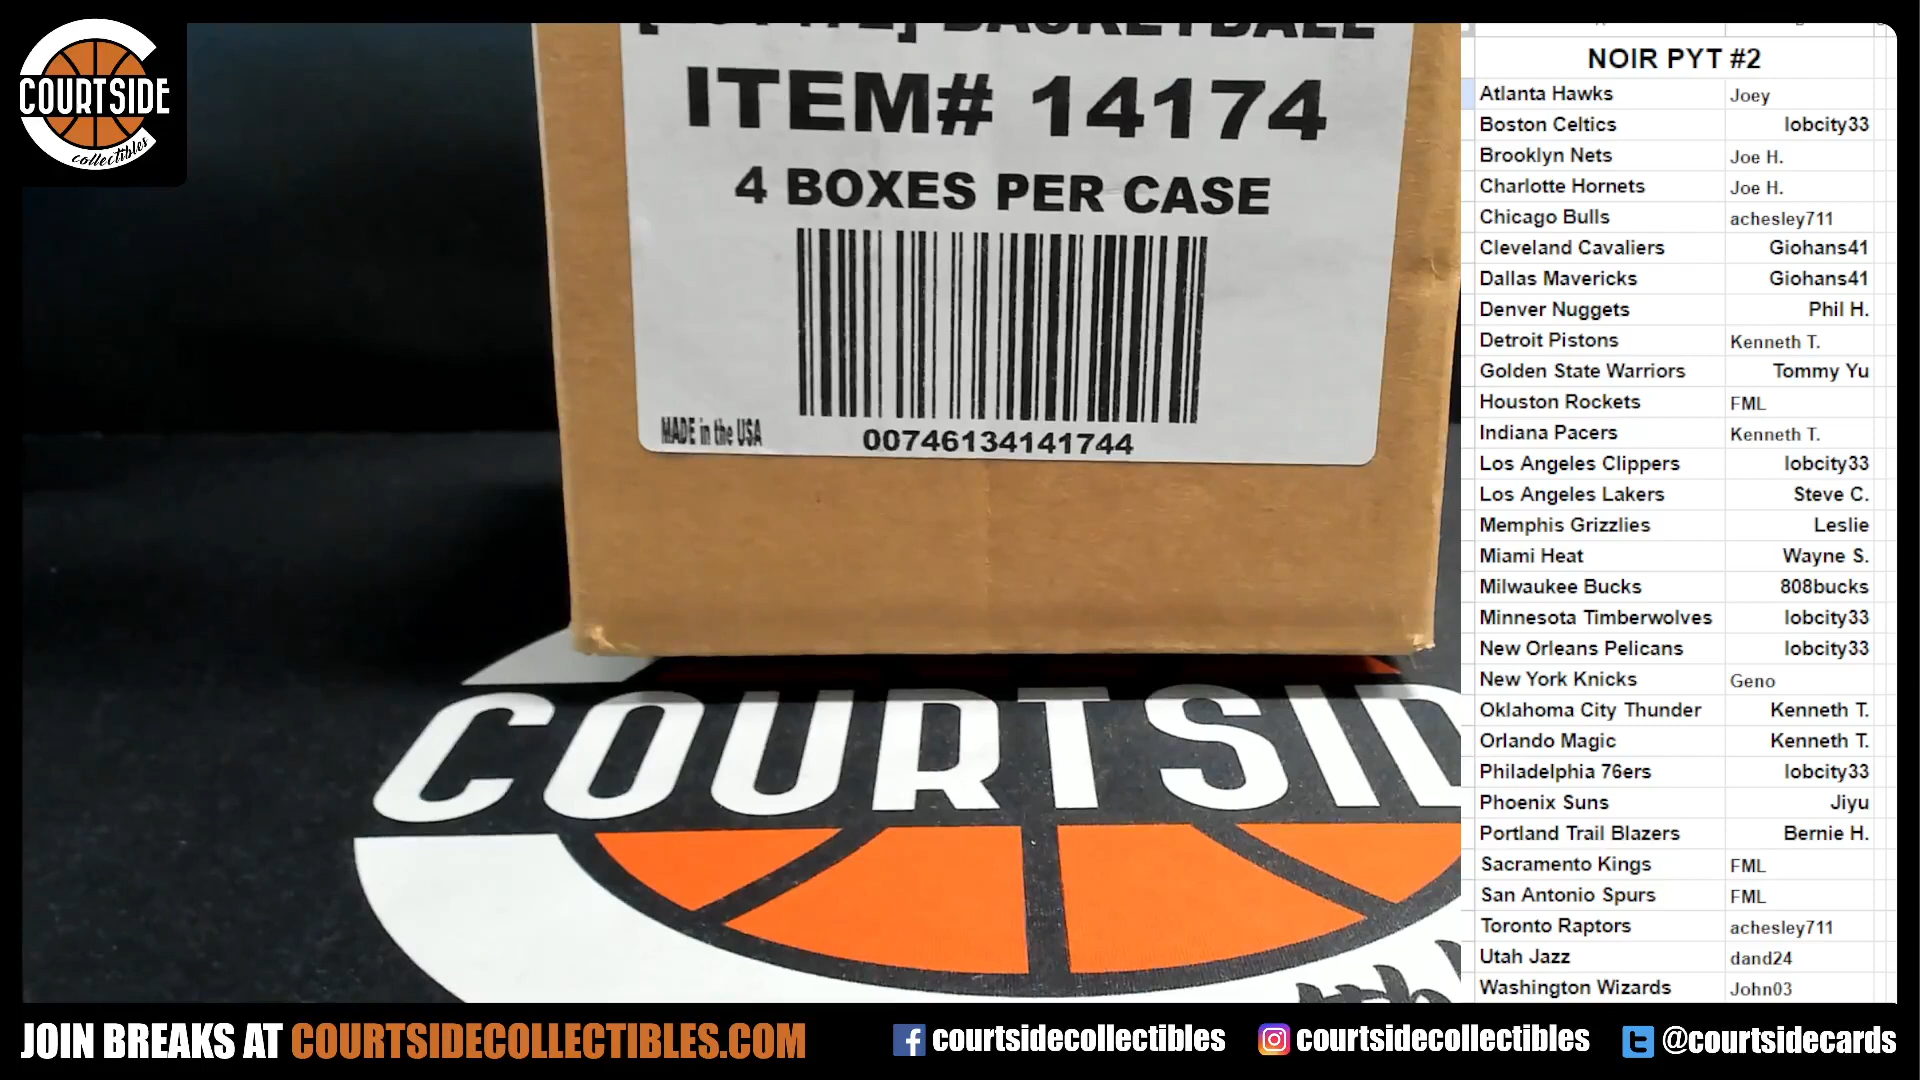 COURTSIDE
collectibles
BASKETBALL
ITEM# 14174
4 BOXES PER CASE
MADE in the USA
00746134141744
COURTSID
NOIR PYT #2
Atlanta Hawks Joey
Boston Celtics lobcity33
Brooklyn Nets Joe H.
Charlotte Hornets Joe H.
Chicago Bulls achesley711
Cleveland Cavaliers Giohans41
Dallas Mavericks Giohans41
Denver Nuggets Phil H.
Detroit Pistons Kenneth T.
Golden State Warriors Tommy Yu
Houston Rockets FML
Indiana Pacers Kenneth T.
Los Angeles Clippers lobcity33
Los Angeles Lakers Steve C.
Memphis Grizzlies Leslie
Miami Heat Wayne S.
Milwaukee Bucks 808bucks
Minnesota Timberwolves lobcity33
New Orleans Pelicans lobcity33
New York Knicks Geno
Oklahoma City Thunder Kenneth T.
Orlando Magic Kenneth T.
Philadelphia 76ers lobcity33
Phoenix Suns Jiyu
Portland Trail Blazers Bernie H.
Sacramento Kings FML
San Antonio Spurs FML
Toronto Raptors achesley711
Utah Jazz dand24
Washington Wizards John03
JOIN BREAKS AT COURTSIDECOLLECTIBLES.COM
courtsidecollectibles
courtsidecollectibles
@courtsidecards